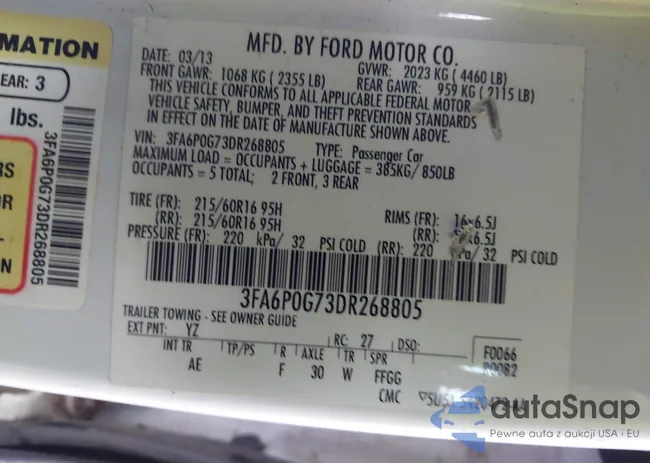 MATION
EAR: 3
lbs.
3FA6P0G73DR268805
RS
OR
N
MFD. BY FORD MOTOR CO.
DATE: 03/13
GVWR: 2023 KG ( 4460 LB)
FRONT GAWR: 1068 KG ( 2355 LB)
REAR GAWR: 959 KG ( 2115 LB)
THIS VEHICLE CONFORMS TO ALL APPLICABLE FEDERAL MOTOR
VEHICLE SAFETY, BUMPER, AND THEFT PREVENTION STANDARDS
IN EFFECT ON THE DATE OF MANUFACTURE SHOWN ABOVE.
VIN: 3FA6P0G73DR268805 TYPE: Passenger Car
MAXIMUM LOAD = OCCUPANTS + LUGGAGE = 385KG/ 850LB
OCCUPANTS = 5 TOTAL; 2 FRONT, 3 REAR
TIRE (FR): 215/60R16 95H RIMS (FR): 16x6.5J
(RR): 215/60R16 95H (RR): 6.5J
PRESSURE (FR): 220 kPa/ 32 PSI COLD (RR): 220 kPa/ 32 PSI COLD
3FA6P0G73DR268805
TRAILER TOWING - SEE OWNER GUIDE
EXT PNT: YZ RC: 27 DSO: F0066
R0082
INT TR TP/PS R AXLE TR SPR
AE F 30 W FFGG
CMC
autaSnap
Pewne auta z aukcji USA i EU